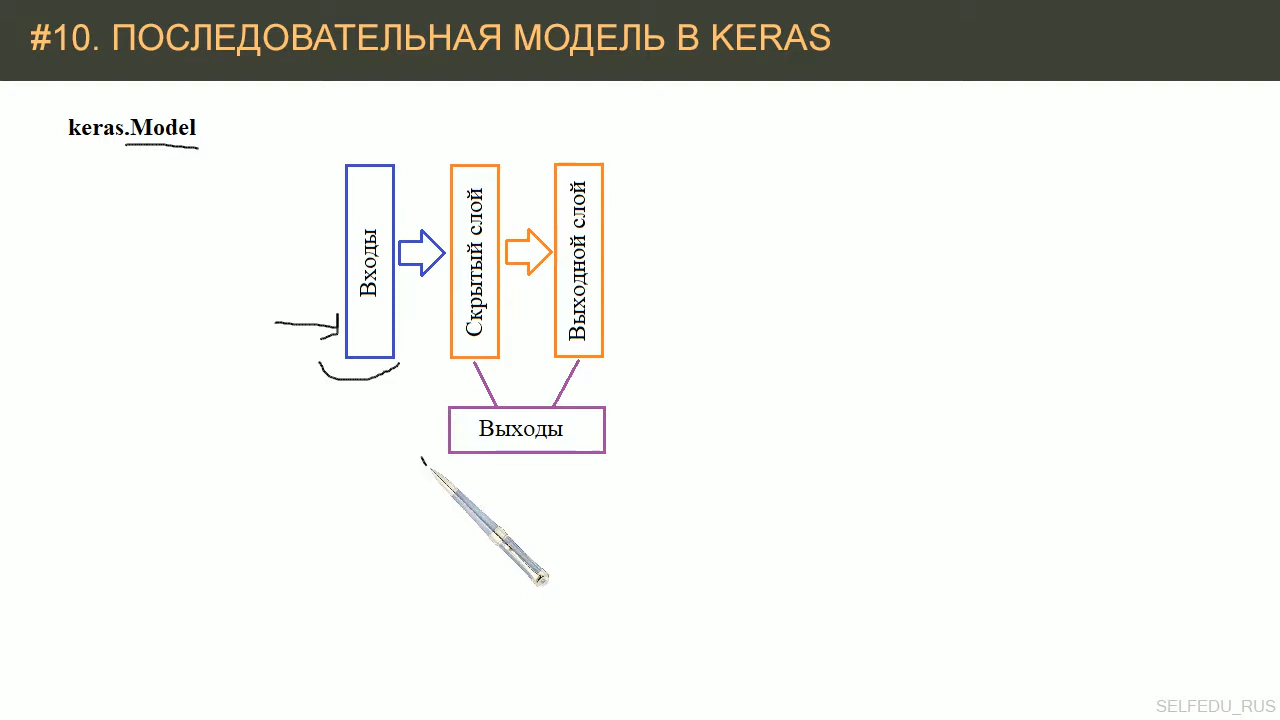 #10. ПОСЛЕДОВАТЕЛЬНАЯ МОДЕЛЬ В KERAS
keras.Model
Входы
Скрытый слой
Выходной слой
Выходы
SELFEDU_RUS